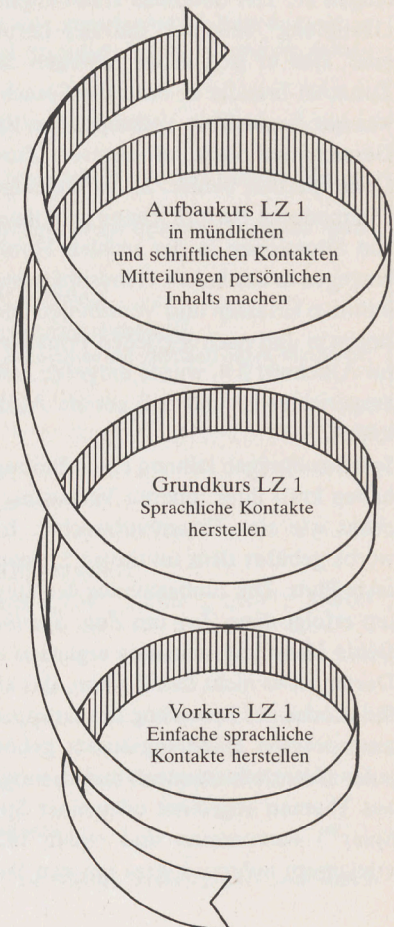 Aufbaukurs LZ 1
in mündlichen
und schriftlichen Kontakten
Mitteilungen persönlichen
Inhalts machen
Grundkurs LZ 1
Sprachliche Kontakte
herstellen
Vorkurs LZ 1
Einfache sprachliche
Kontakte herstellen